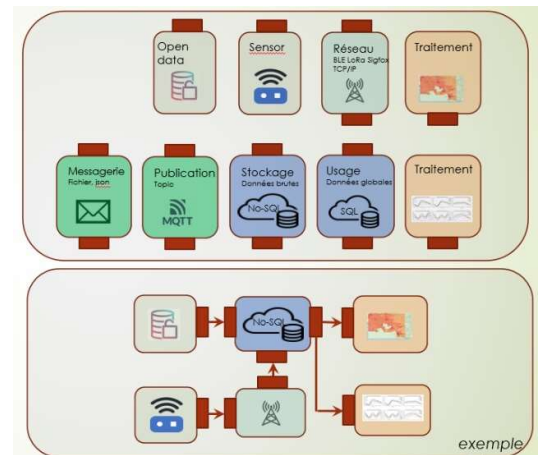 Open
data
Sensor
Réseau
BLE LoRa Sigfox
TCP/IP
Traitement
Messagerie
Fichier, json
Publication
Topic
MQTT
Stockage
Données brutes
No-SQL
Usage
Données globales
SQL
Traitement
No-SQL
exemple